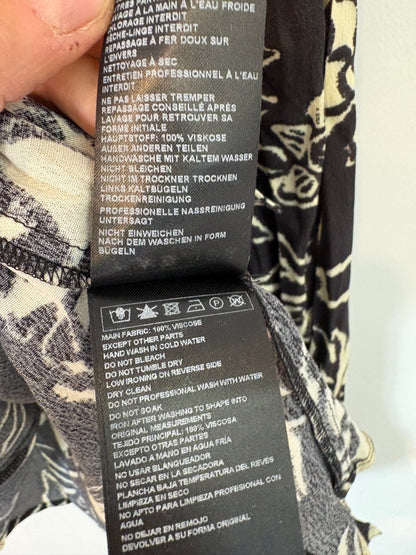 LAVAGE À LA MAIN À L'EAU FROIDE
INTERDIT
SÈCHE-LINGE INTERDIT
REPASSAGE À FER DOUX SUR
L'ENVERS
NETTOYAGE À SEC
ENTRETIEN PROFESSIONNEL À L'EAU
INTERDIT
NE PAS LAISSER TREMPER
REPASSAGE CONSEILLÉ APRÈS
LAVAGE POUR RETROUVER SA
FORME INITIALE
HAUPTSTOFF: 100% VISKOSE
AUßER ANDEREN TEILEN
HANDWÄSCHE MIT KALTEM WASSER
NICHT BLEICHEN
NICHT IM TROCKNER TROCKNEN
LINKS KALTBÜGELN
TROCKENREINIGUNG
PROFESSIONELLE NASSREINIGUNG
UNTERSAGT
NICHT EINWEICHEN
NACH DEM WASCHEN IN FORM
BÜGELN
P
MAIN FABRIC: 100% VISCOSE
EXCEPT OTHER PARTS
HAND WASH IN COLD WATER
DO NOT BLEACH
DO NOT TUMBLE DRY
LOW IRONING ON REVERSE SIDE
DRY CLEAN
DO NOT PROFESSIONAL WASH WITH WATER
DO NOT SOAK
IRON AFTER WASHING TO SHAPE INTO
ORIGINAL MEASUREMENTS
TEJIDO PRINCIPAL: 100% VISCOSA
EXCEPTO OTRAS PARTES
LAVADO A MANO EN AGUA FRÍA
NO USAR BLANQUEADOR
NO SECAR EN LA SECADORA
PLANCHA BAJA TEMPERATURA DEL REVÉS
LIMPIEZA EN SECO
NO APTO PARA LIMPIEZA PROFESIONAL CON
AGUA
NO DEJAR EN REMOJO
DEVOLVER A SU FORMA ORIGINAL